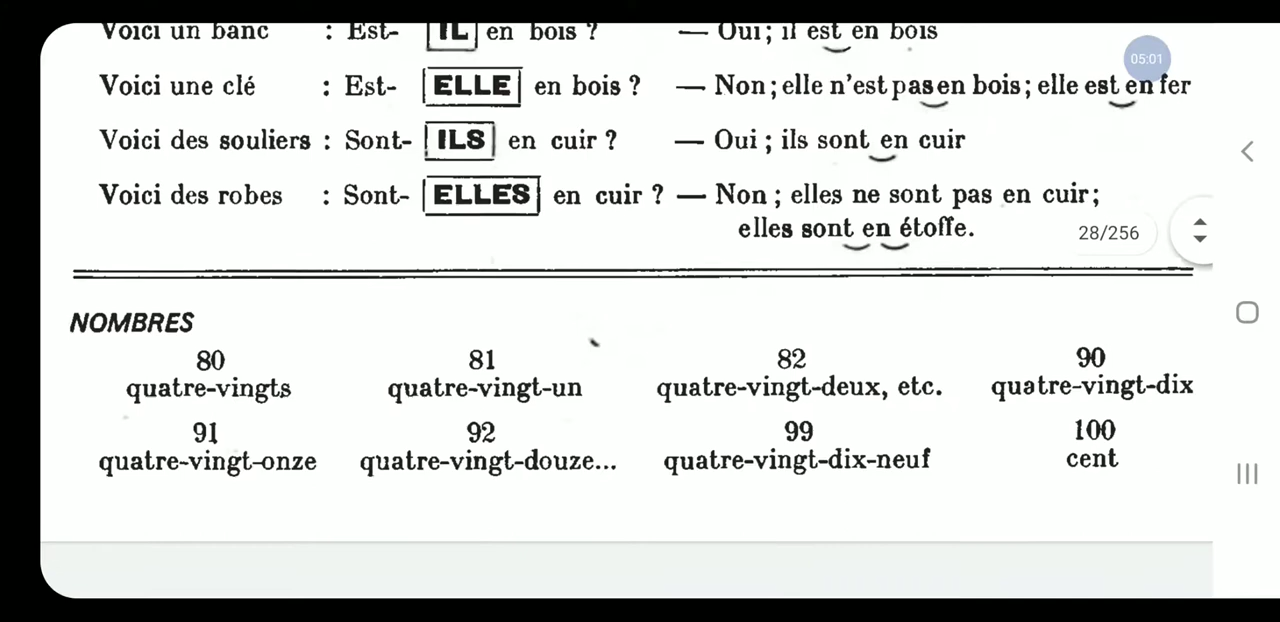 Voici un banc : Est- IL en bois ? — Oui ; il est en bois
05:01
Voici une clé : Est- ELLE en bois ? — Non ; elle n'est pas en bois ; elle est en fer
Voici des souliers : Sont- ILS en cuir ? — Oui ; ils sont en cuir
Voici des robes : Sont- ELLES en cuir ? — Non ; elles ne sont pas en cuir ;
elles sont en étoffe.
28/256
NOMBRES
80 81 82 90
quatre-vingts quatre-vingt-un quatre-vingt-deux, etc. quatre-vingt-dix
91 92 99 100
quatre-vingt-onze quatre-vingt-douze... quatre-vingt-dix-neuf cent